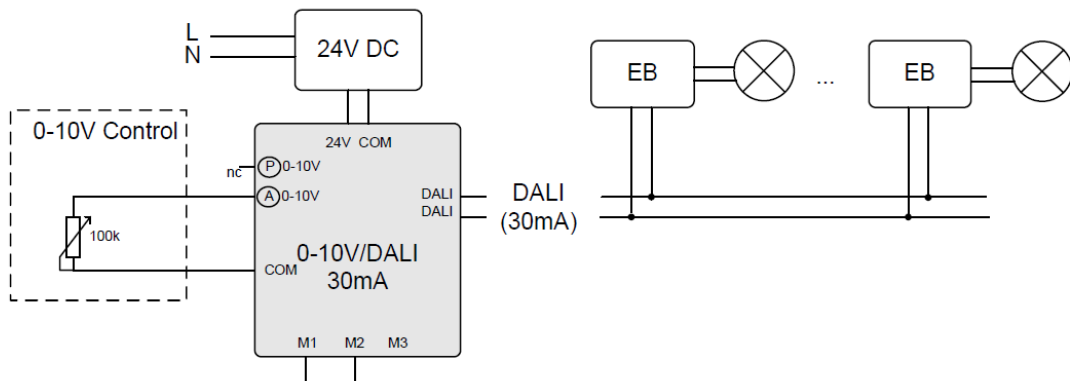 L
N
24V DC
EB
...
EB
0-10V Control
24V COM
nc
P 0-10V
A 0-10V
DALI
DALI
DALI
(30mA)
100k
0-10V/DALI
30mA
COM
M1 M2 M3